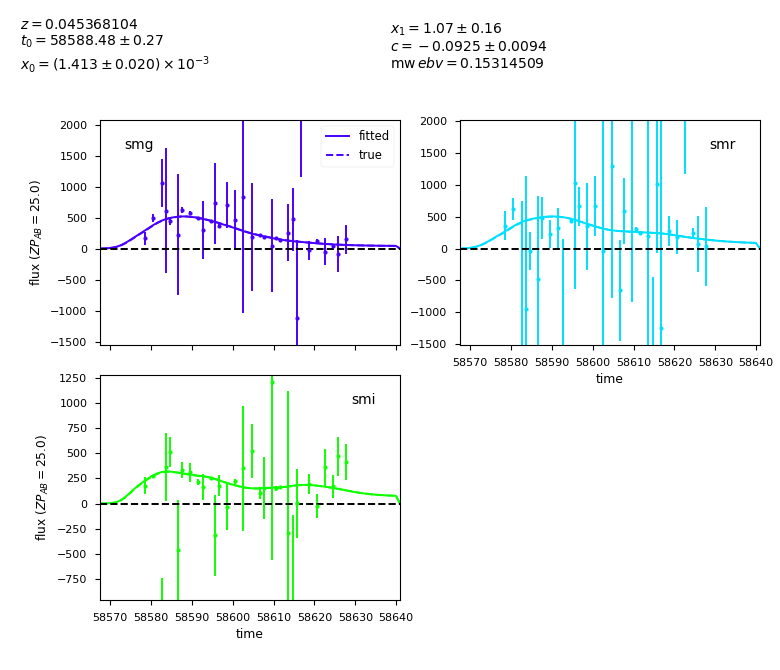 z = 0.045368104
t₀ = 58588.48 ± 0.27
x₀ = (1.413 ± 0.020) × 10⁻³
x₁ = 1.07 ± 0.16
c = −0.0925 ± 0.0094
mw ebv = 0.15314509
smg
fitted
true
2000
1500
1000
500
0
−500
−1000
−1500
flux (ZP_AB = 25.0)
smr
2000
1500
1000
500
0
−500
−1000
−1500
58570 58580 58590 58600 58610 58620 58630 58640
time
smi
1250
1000
750
500
250
0
−250
−500
−750
flux (ZP_AB = 25.0)
58570 58580 58590 58600 58610 58620 58630 58640
time